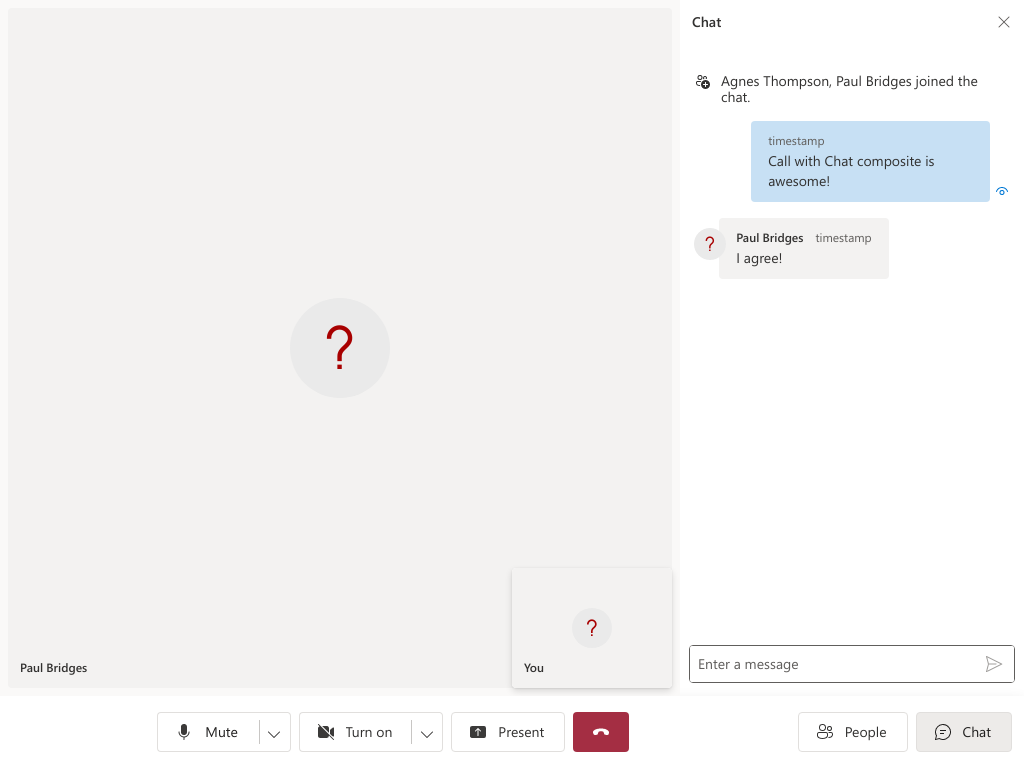 Chat
Agnes Thompson, Paul Bridges joined the
chat.
timestamp
Call with Chat composite is
awesome!
? Paul Bridges timestamp
I agree!
?
?
Paul Bridges
You
Enter a message
Mute
Turn on
Present
People
Chat